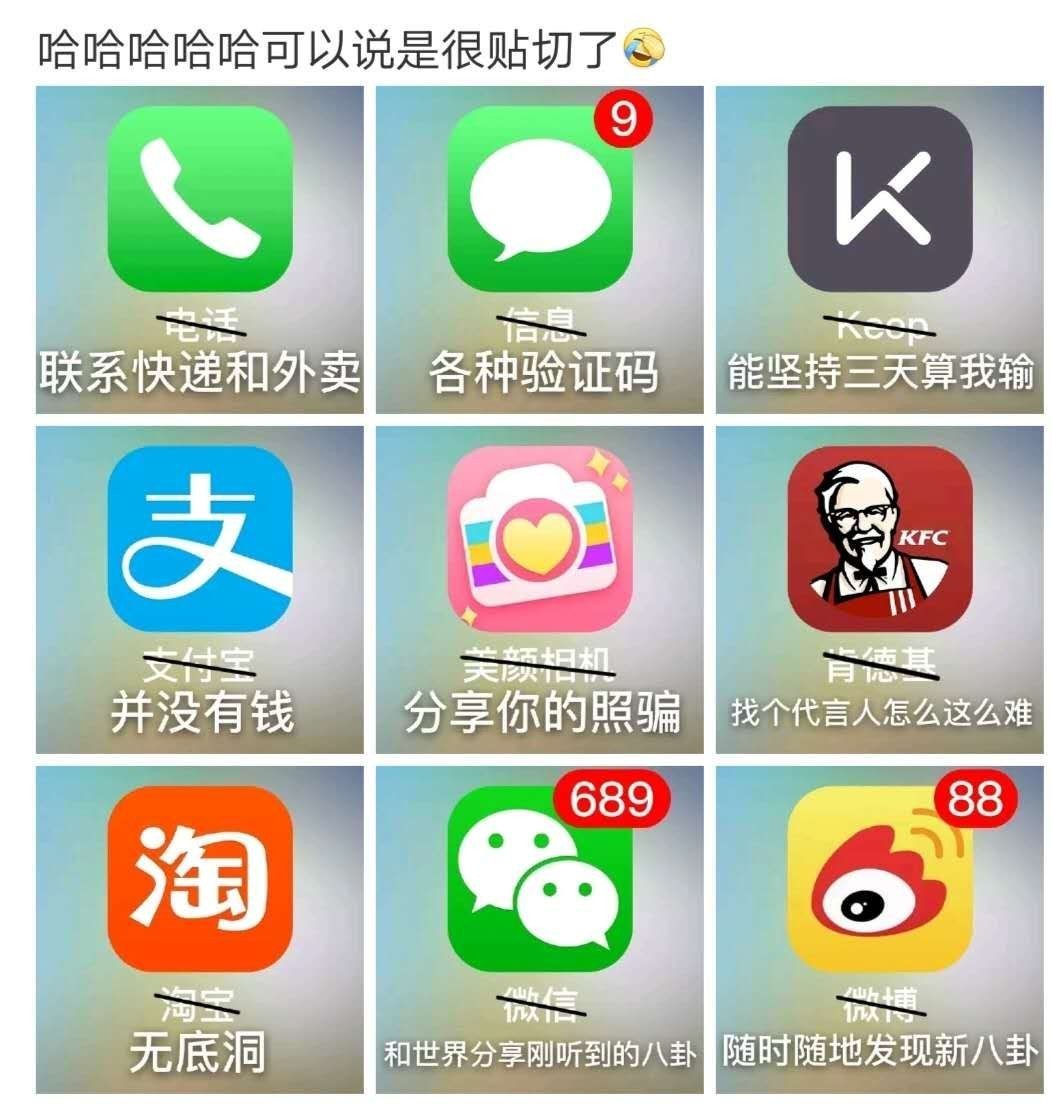 哈哈哈哈哈可以说是很贴切了🤣
电话
联系快递和外卖
9
信息
各种验证码
K
Keep
能坚持三天算我输
支
支付宝
并没有钱
美颜相机
分享你的照骗
KFC
肯德基
找个代言人怎么这么难
淘
淘宝
无底洞
689
微信
和世界分享刚听到的八卦
88
微博
随时随地发现新八卦